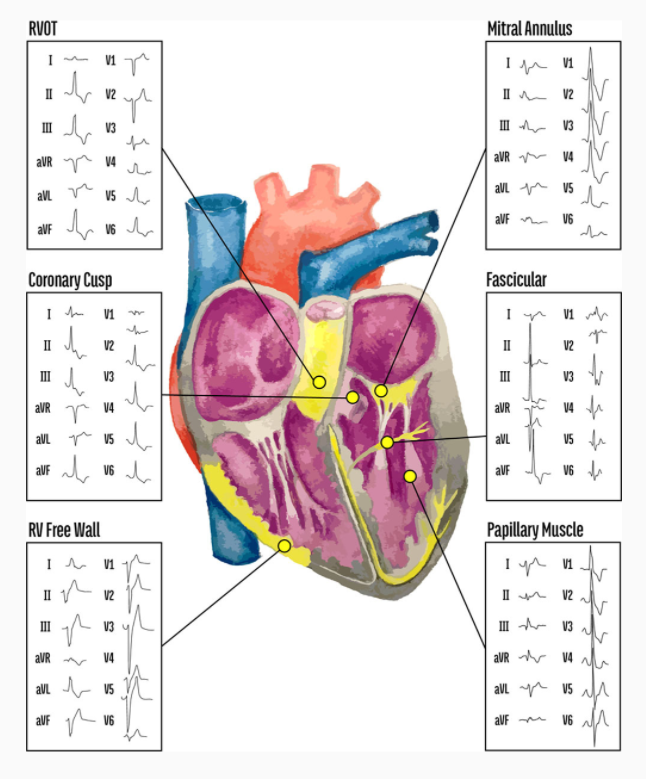 RVOT
I V1
II V2
III V3
aVR V4
aVL V5
aVF V6
Mitral Annulus
I V1
II V2
III V3
aVR V4
aVL V5
aVF V6
Coronary Cusp
I V1
II V2
III V3
aVR V4
aVL V5
aVF V6
Fascicular
I V1
II V2
III V3
aVR V4
aVL V5
aVF V6
RV Free Wall
I V1
II V2
III V3
aVR V4
aVL V5
aVF V6
Papillary Muscle
I V1
II V2
III V3
aVR V4
aVL V5
aVF V6